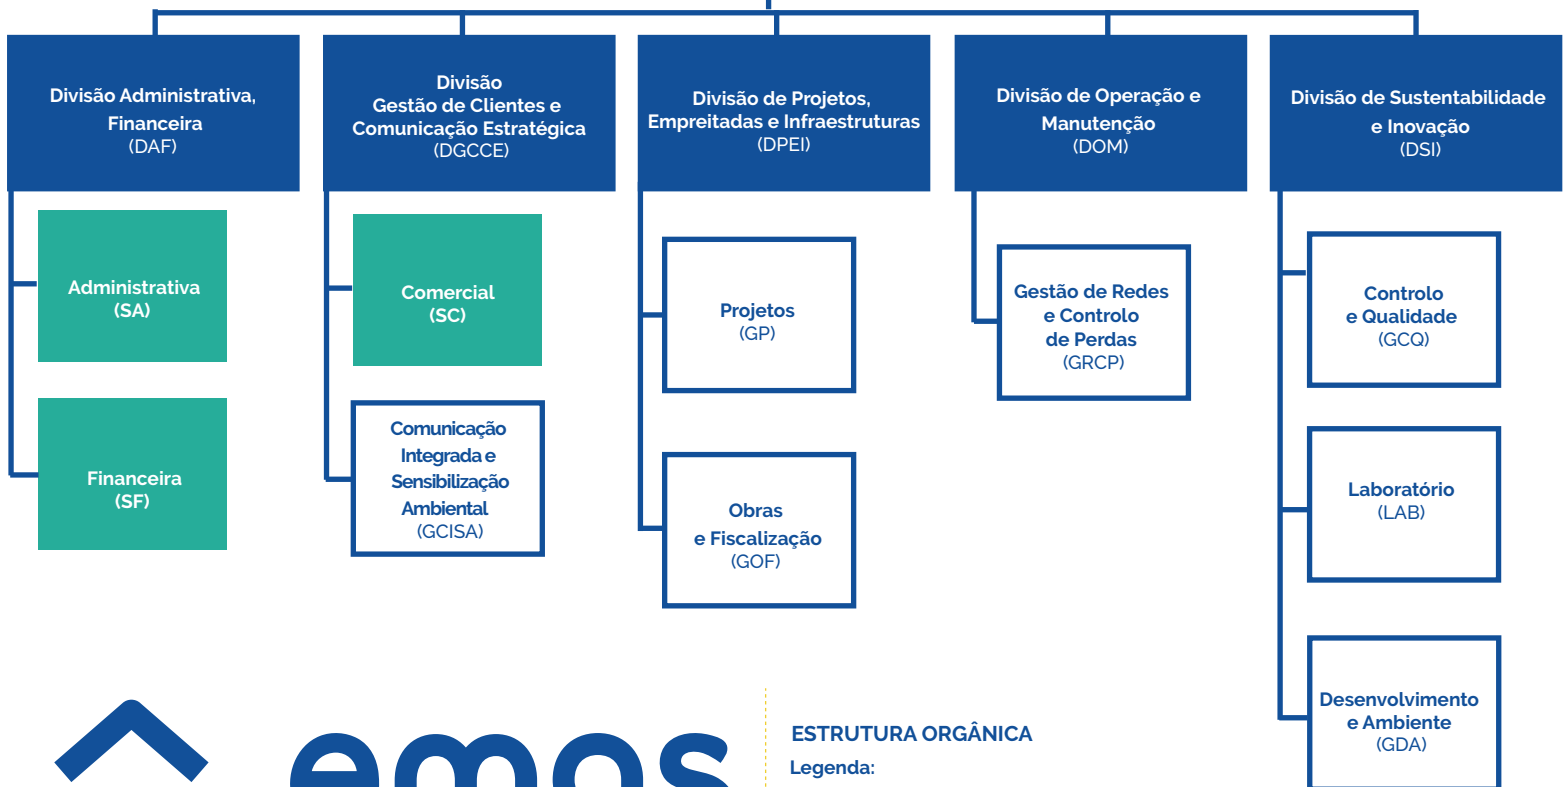 Divisão Administrativa,
Financeira
(DAF)
Divisão
Gestão de Clientes e
Comunicação Estratégica
(DGCCE)
Divisão de Projetos,
Empreitadas e Infraestruturas
(DPEI)
Divisão de Operação e
Manutenção
(DOM)
Divisão de Sustentabilidade
e Inovação
(DSI)
Administrativa
(SA)
Financeira
(SF)
Comercial
(SC)
Comunicação
Integrada e
Sensibilização
Ambiental
(GCISA)
Projetos
(GP)
Obras
e Fiscalização
(GOF)
Gestão de Redes
e Controlo
de Perdas
(GRCP)
Controlo
e Qualidade
(GCQ)
Laboratório
(LAB)
Desenvolvimento
e Ambiente
(GDA)
ESTRUTURA ORGÂNICA
Legenda: